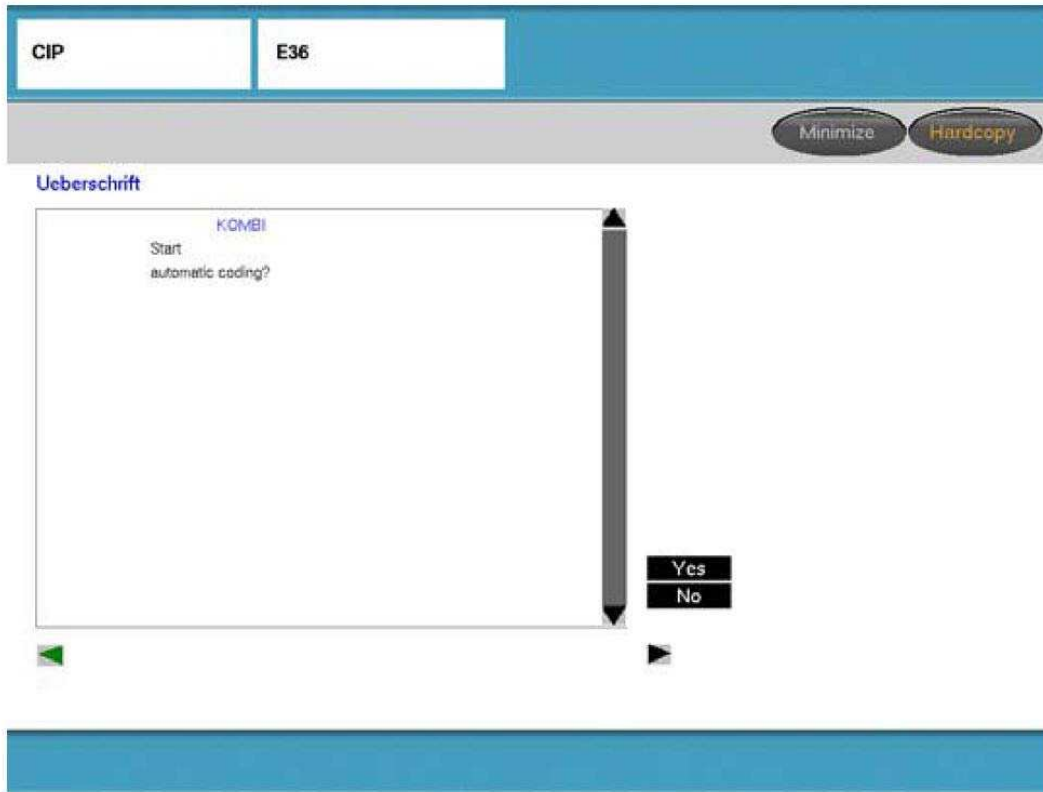 CIP
E36
Minimize
Hardcopy
Ueberschrift
KOMBI
Start
automatic coding?
Yes
No